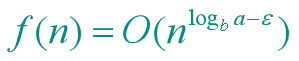 f(n) = O(n^{log_b a−ε})